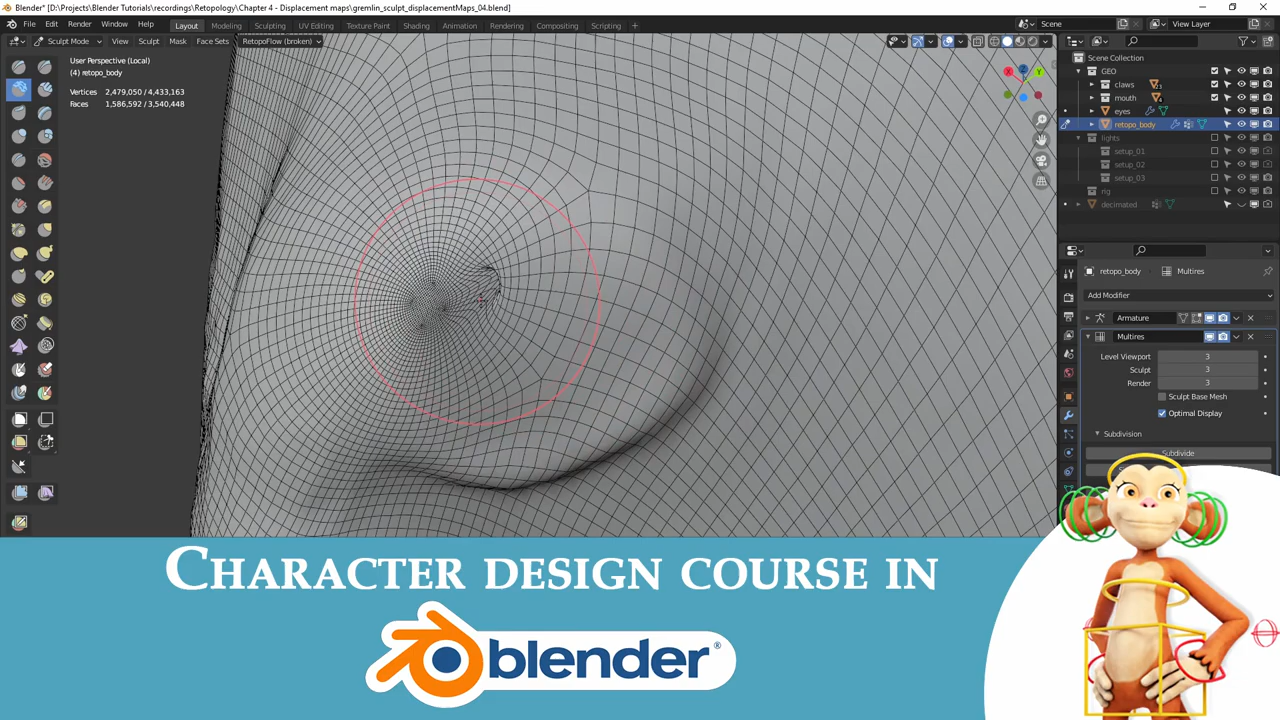 Blender* [D:\Projects\Blender Tutorials\recordings\Retopology\Chapter 4 - Displacement maps\gremlin_sculpt_displacementMaps_04.blend]
File Edit Render Window Help Layout Modeling Sculpting UV Editing Texture Paint Shading Animation Rendering Compositing Scripting + Scene View Layer
Sculpt Mode View Sculpt Mask Face Sets RetopoFlow (broken)
User Perspective (Local)
(4) retopo_body
Vertices 2,479,050 / 4,433,163
Faces 1,586,592 / 3,540,448
X Z Y
Scene Collection
GEO
claws
mouth
eyes
retopo_body
lights
setup_01
setup_02
setup_03
rig
decimated
retopo_body Multires
Add Modifier
Armature
Multires
Level Viewport 3
Sculpt 3
Render 3
Sculpt Base Mesh
Optimal Display
Subdivision
Subdivide
CHARACTER DESIGN COURSE IN
blender®